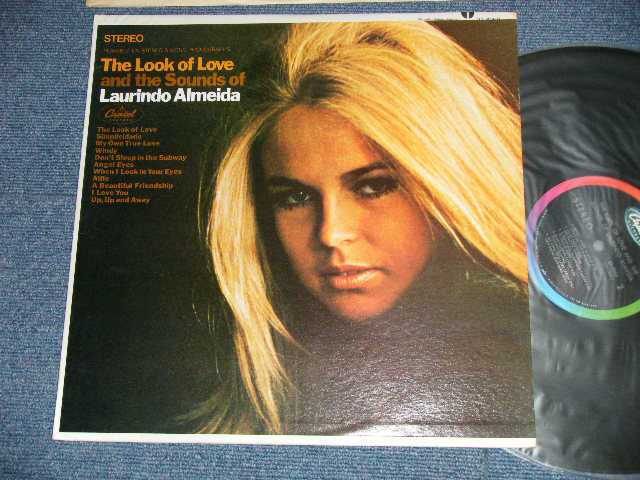 STEREO
PLAYABLE ON STEREO & MONO PHONOGRAPHS
The Look of Love
and the Sounds of
Laurindo Almeida
Capitol
RECORDS
The Look of Love
Simplicidade
My Own True Love
Windy
Don't Sleep in the Subway
Angel Eyes
When I Look in Your Eyes
Alfie
A Beautiful Friendship
I Love You
Up, Up and Away
STEREO
Capitol